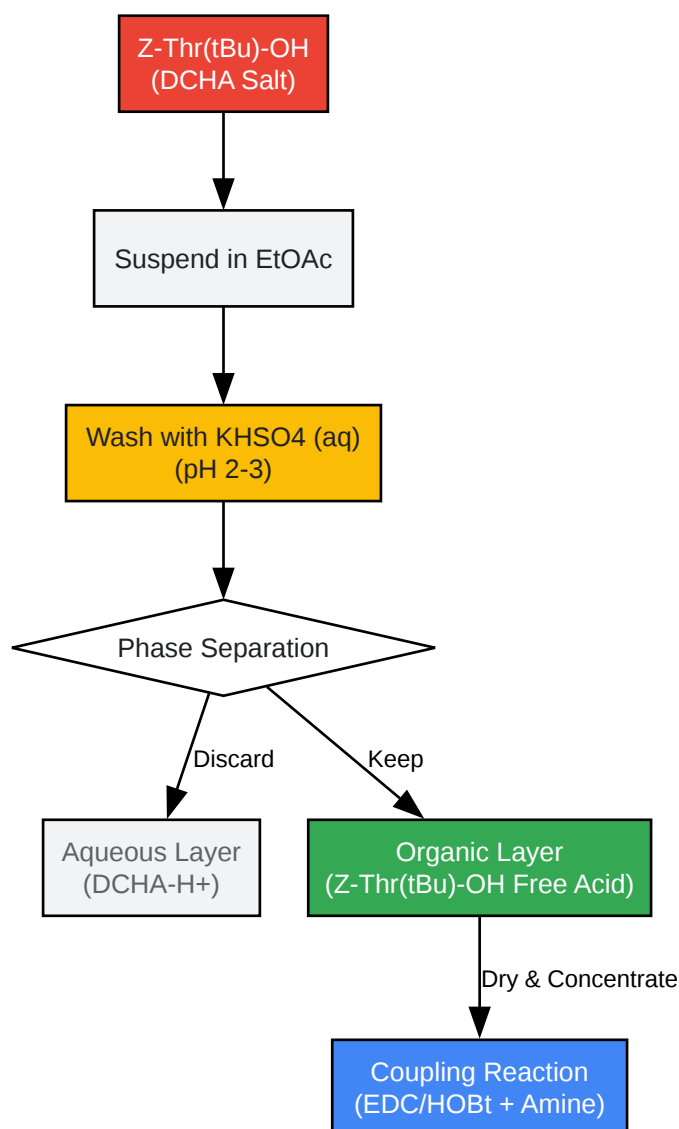 Z-Thr(tBu)-OH
(DCHA Salt)
Suspend in EtOAc
Wash with KHSO4 (aq)
(pH 2-3)
Phase Separation
Discard
Keep
Aqueous Layer
(DCHA-H+)
Organic Layer
(Z-Thr(tBu)-OH Free Acid)
Dry & Concentrate
Coupling Reaction
(EDC/HOBt + Amine)